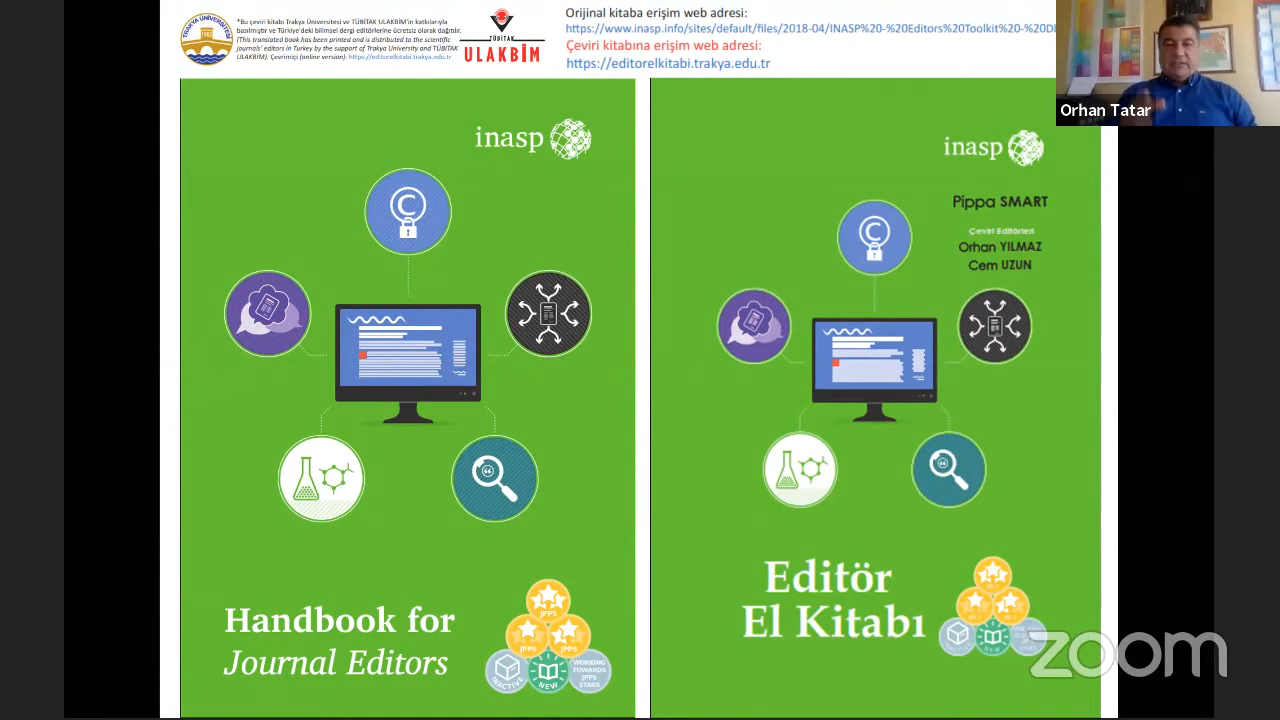 *Bu çeviri kitabı Trakya Üniversitesi ve TÜBİTAK ULAKBİM'in katkılarıyla
basılmıştır ve Türkiye'deki bilimsel dergi editörlerine ücretsiz olarak dağıtılır.
(This translated book has been printed and is distributed to the scientific
journals' editors in Turkey by the support of Trakya University and TÜBİTAK
ULAKBİM). Çevrimiçi (online version): https://editorelkitabi.trakya.edu.tr
TÜBİTAK
ULAKBİM
Orijinal kitaba erişim web adresi:
https://www.inasp.info/sites/default/files/2018-04/INASP%20-%20Editors%20Toolkit%20-%20D
Çeviri kitabına erişim web adresi:
https://editorelkitabi.trakya.edu.tr
Orhan Tatar
inasp
C
Handbook for
Journal Editors
JPPS
JPPS
JPPS
INACTIVE
NEW
WORKING
TOWARDS
JPPS
STARS
inasp
Pippa SMART
Çeviri Editörleri
Orhan YILMAZ
Cem UZUN
C
Editör
El Kitabı
NEW
zoom